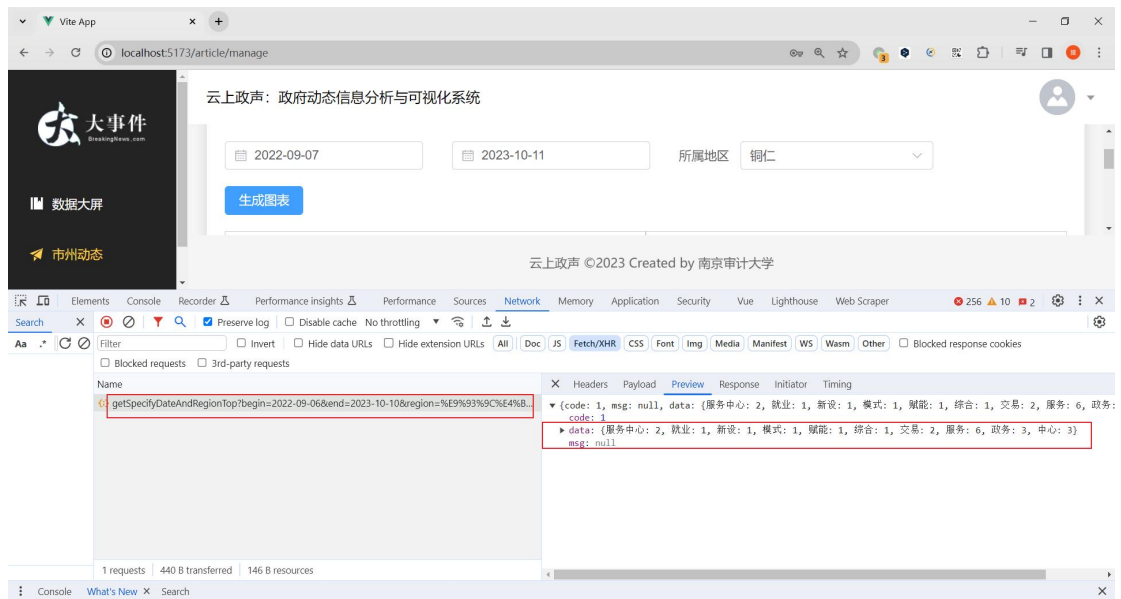 Vite App
localhost:5173/article/manage
3
大事件
BreakingNews.com
云上政声：政府动态信息分析与可视化系统
2022-09-07
2023-10-11
所属地区
铜仁
生成图表
数据大屏
市州动态
云上政声 ©2023 Created by 南京审计大学
Elements Console Recorder Performance insights Performance Sources Network Memory Application Security Vue Lighthouse Web Scraper 256 10 2
Search Preserve log Disable cache No throttling
Aa .* Filter Invert Hide data URLs Hide extension URLs All Doc JS Fetch/XHR CSS Font Img Media Manifest WS Wasm Other Blocked response cookies
Blocked requests 3rd-party requests
Name Headers Payload Preview Response Initiator Timing
getSpecifyDateAndRegionTop?begin=2022-09-06&end=2023-10-10&region=%E9%93%9C%E4%B...
{code: 1, msg: null, data: {服务中心: 2, 就业: 1, 新设: 1, 模式: 1, 赋能: 1, 综合: 1, 交易: 2, 服务: 6, 政务:
code: 1
data: {服务中心: 2, 就业: 1, 新设: 1, 模式: 1, 赋能: 1, 综合: 1, 交易: 2, 服务: 6, 政务: 3, 中心: 3}
msg: null
1 requests 440 B transferred 146 B resources
Console What's New Search